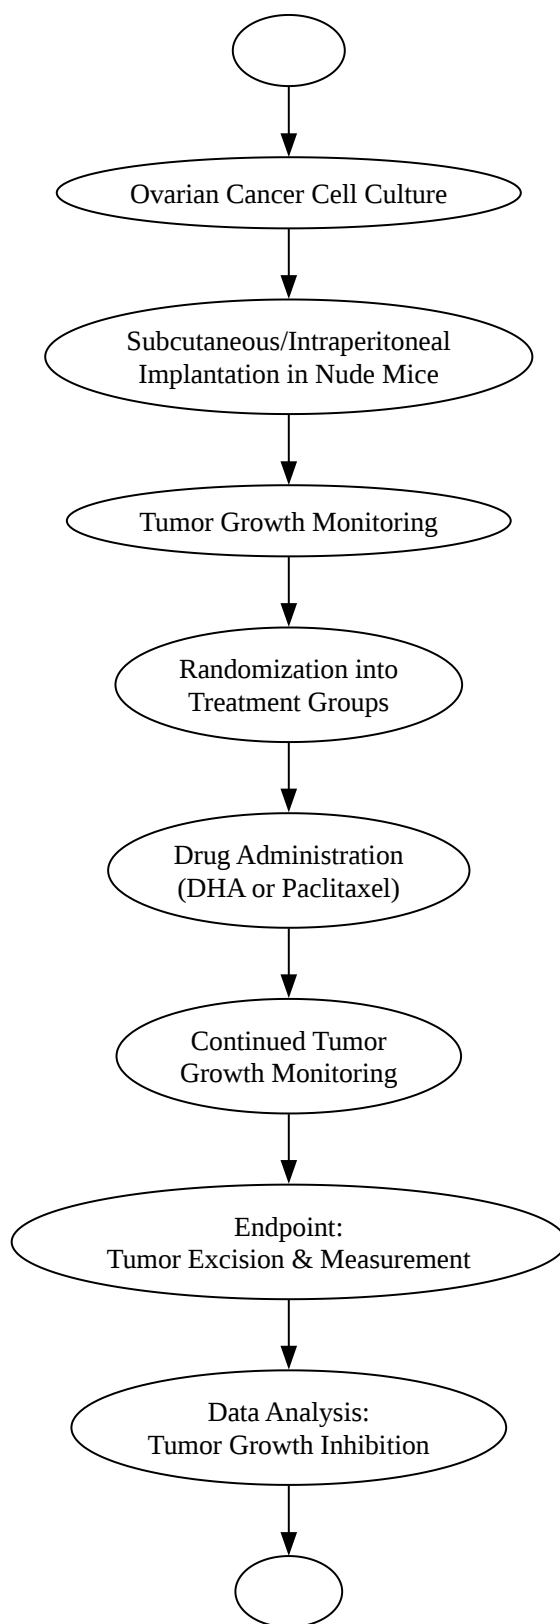 Ovarian Cancer Cell Culture
Subcutaneous/Intraperitoneal
Implantation in Nude Mice
Tumor Growth Monitoring
Randomization into
Treatment Groups
Drug Administration
(DHA or Paclitaxel)
Continued Tumor
Growth Monitoring
Endpoint:
Tumor Excision & Measurement
Data Analysis:
Tumor Growth Inhibition